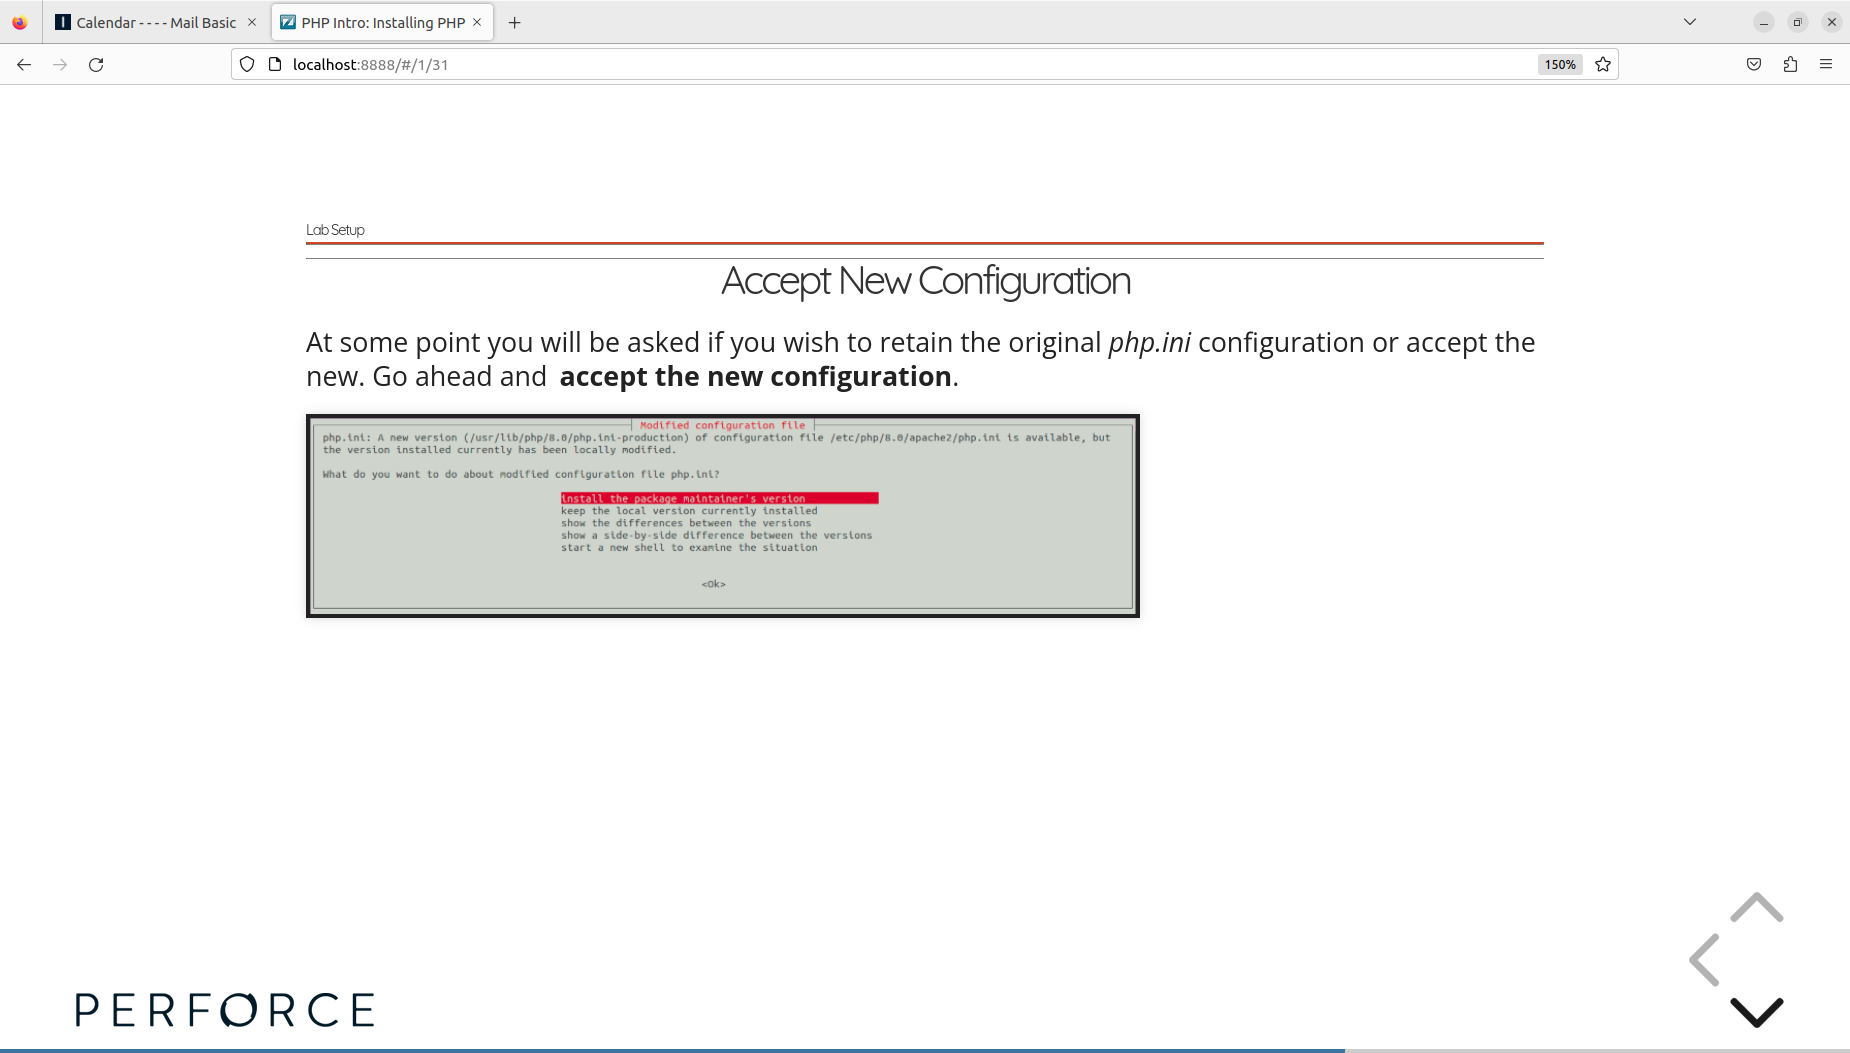 Calendar - - - - Mail Basic
PHP Intro: Installing PHP
localhost:8888/#/1/31
150%
Lab Setup
Accept New Configuration
At some point you will be asked if you wish to retain the original php.ini configuration or accept the
new. Go ahead and accept the new configuration.
Modified configuration file
php.ini: A new version (/usr/lib/php/8.0/php.ini-production) of configuration file /etc/php/8.0/apache2/php.ini is available, but
the version installed currently has been locally modified.
What do you want to do about modified configuration file php.ini?
install the package maintainer's version
keep the local version currently installed
show the differences between the versions
show a side-by-side difference between the versions
start a new shell to examine the situation
<Ok>
PERFORCE